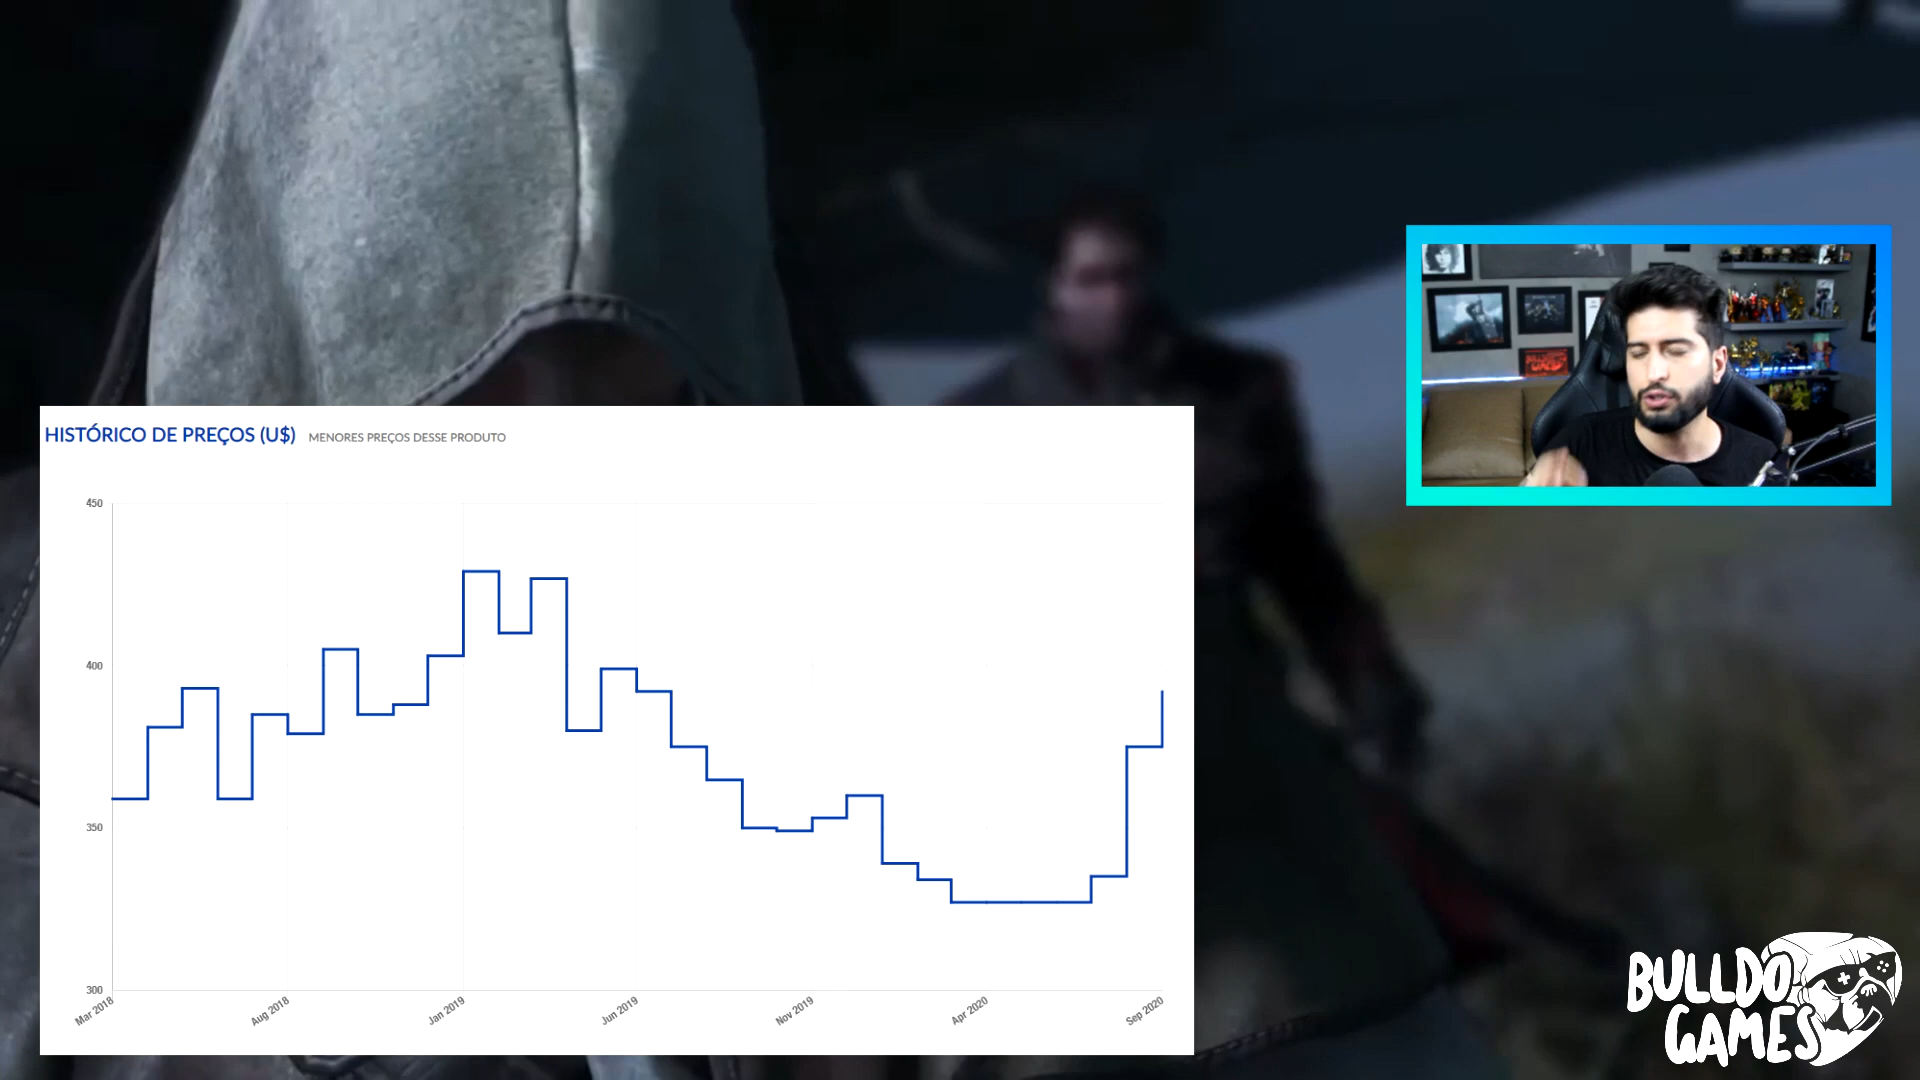 HISTÓRICO DE PREÇOS (U$) MENORES PREÇOS DESSE PRODUTO
450
400
350
300
Mar 2018 Aug 2018 Jan 2019 Jun 2019 Nov 2019 Apr 2020 Sep 2020
BULLDO
GAMES